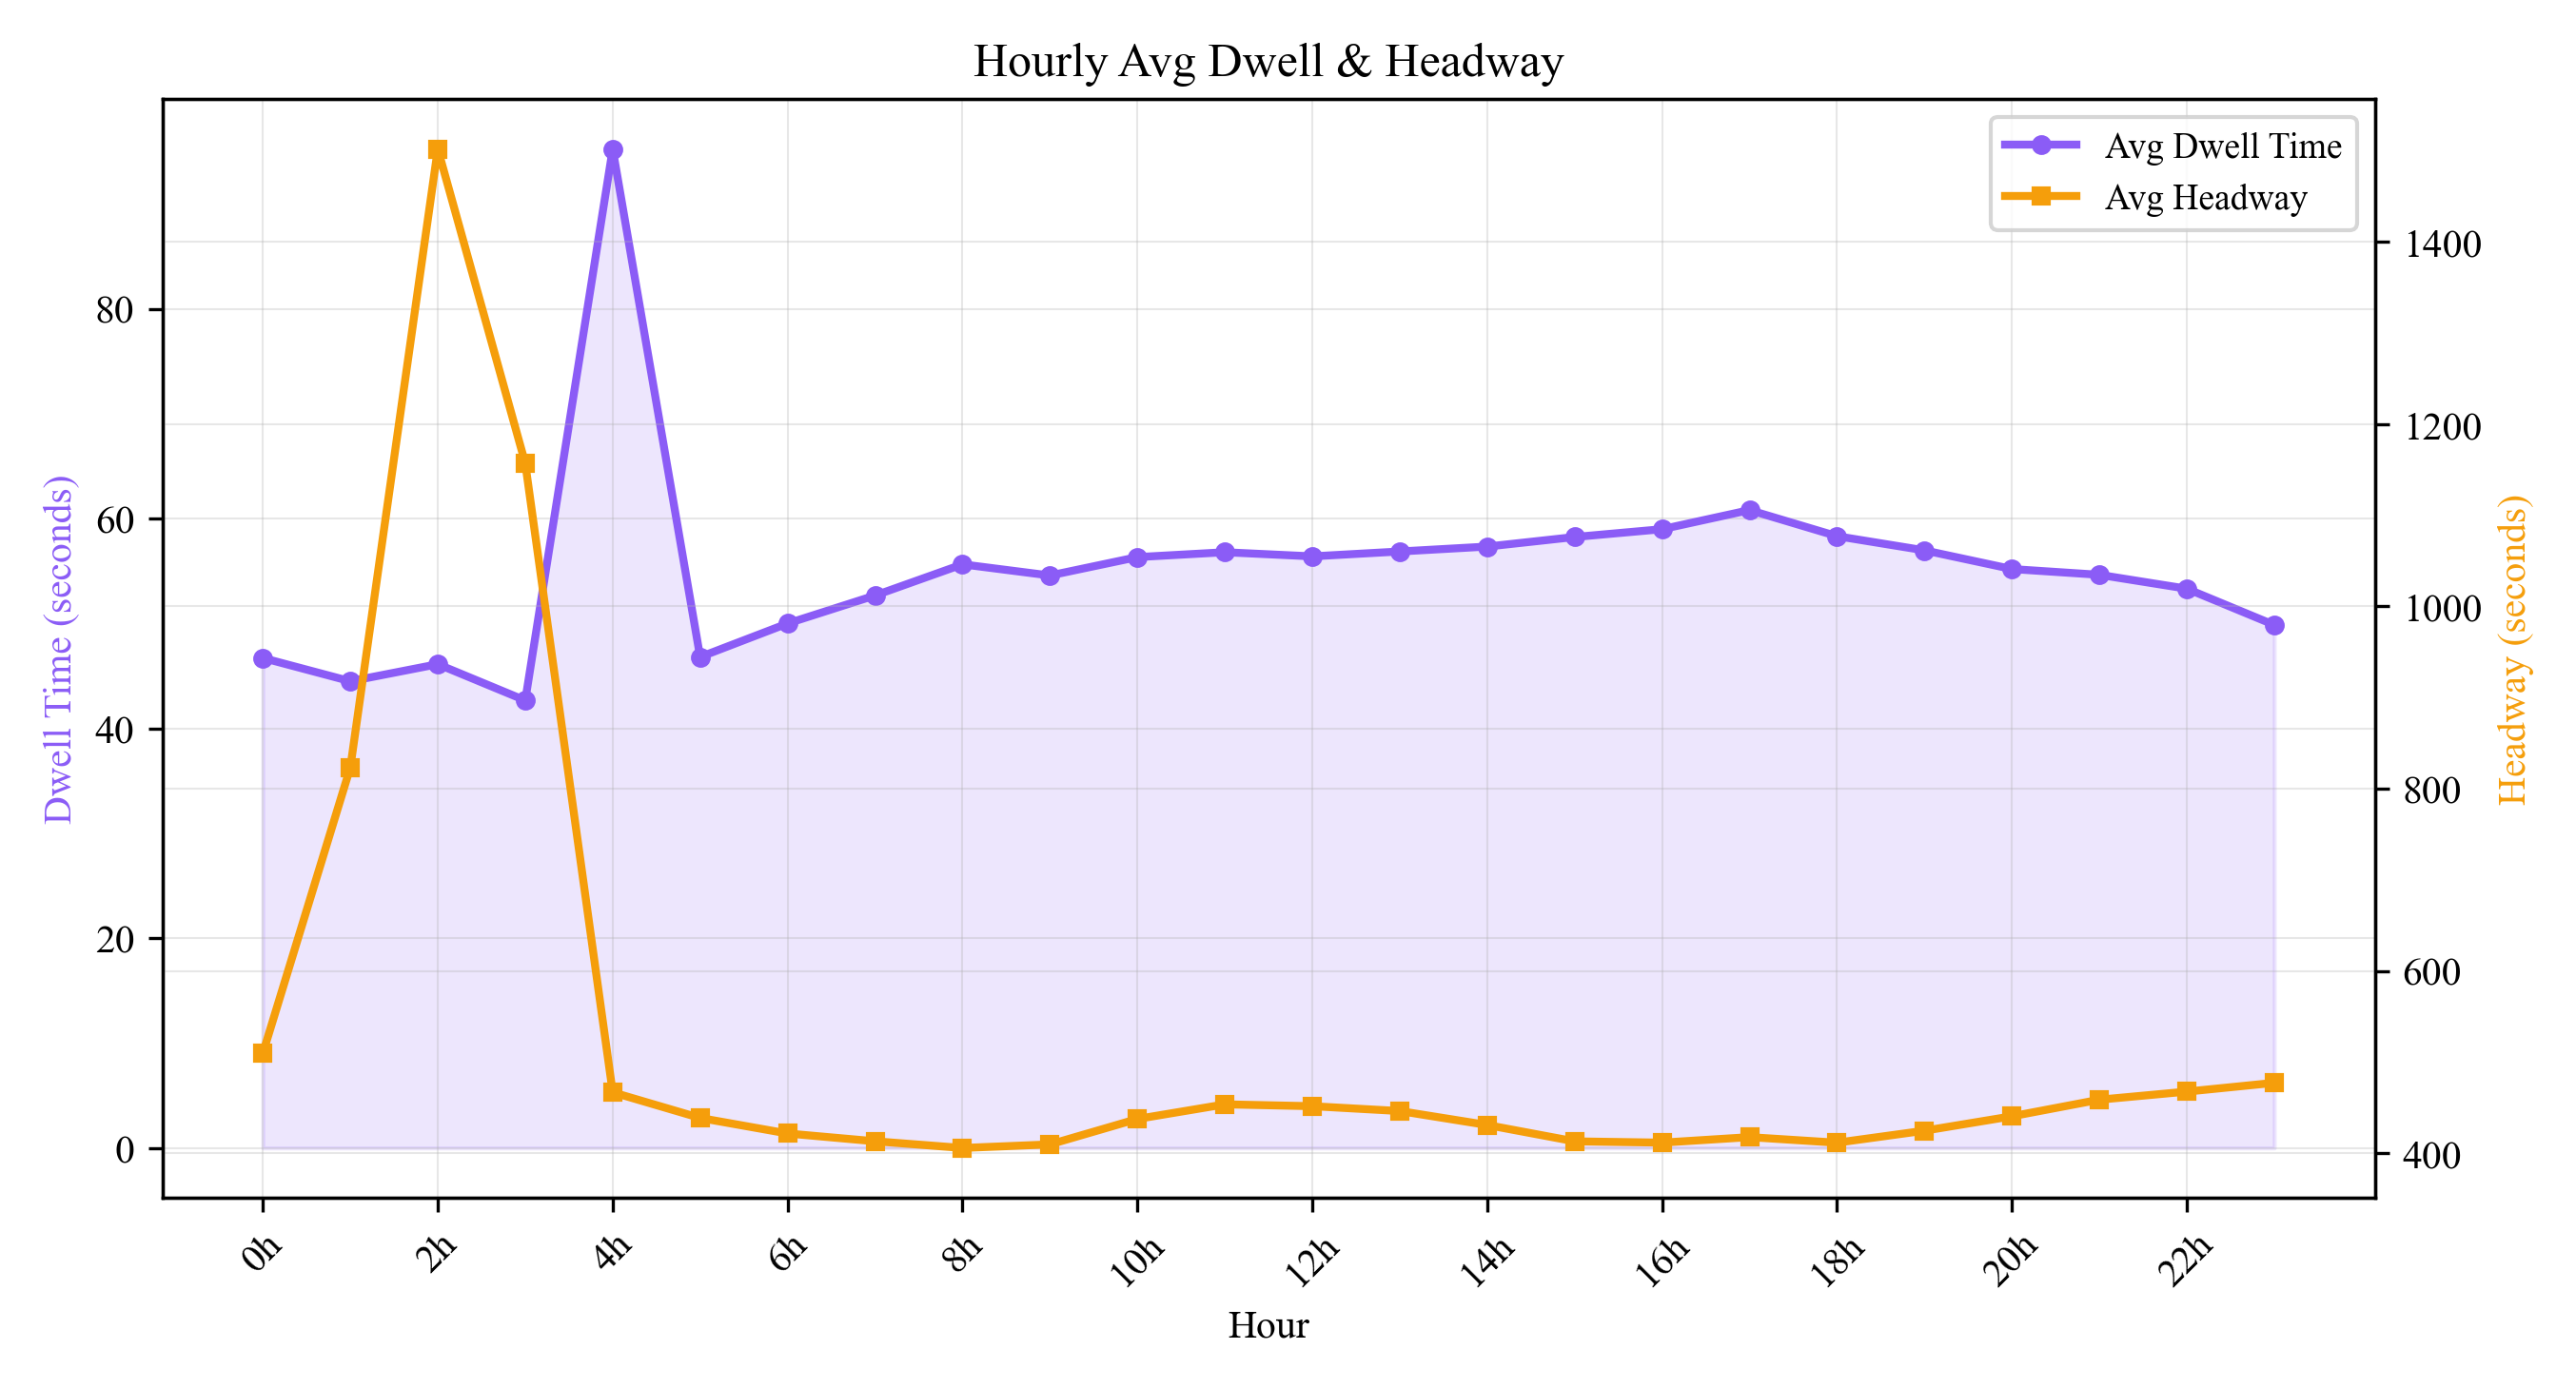 Hourly Avg Dwell & Headway
Avg Dwell Time
Avg Headway
Dwell Time (seconds)
80
60
40
20
0
1400
1200
1000
800
600
400
Headway (seconds)
0h 2h 4h 6h 8h 10h 12h 14h 16h 18h 20h 22h
Hour